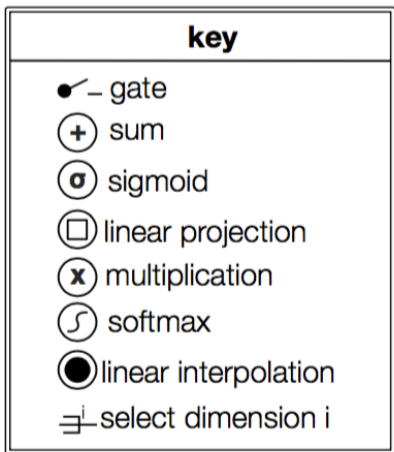 key
gate
+ sum
σ sigmoid
linear projection
x multiplication
softmax
linear interpolation
i select dimension i